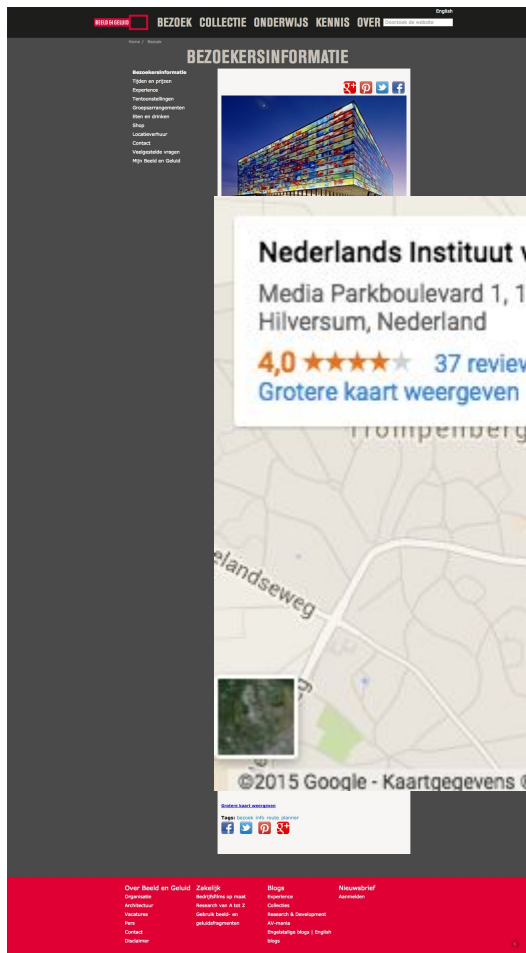 English
BEELD EN GELUID
BEZOEK COLLECTIE ONDERWIJS KENNIS OVER
Doorzoek de website
Home / Bezoek
BEZOEKERSINFORMATIE
Bezoekersinformatie
Tijden en prijzen
Experience
Tentoonstellingen
Groepsarrangementen
Eten en drinken
Shop
Locatieverhuur
Contact
Veelgestelde vragen
Mijn Beeld en Geluid
Nederlands Instituut v
Media Parkboulevard 1, 1
Hilversum, Nederland
4,0 ★★★★★ 37 review
Grotere kaart weergeven
Trompenberg
elandseweg
©2015 Google - Kaartgegevens ©
Grotere kaart weergeven
Tags: bezoek info route planner
Over Beeld en Geluid
Organisatie
Architectuur
Vacatures
Pers
Contact
Disclaimer
Zakelijk
Bedrijfsfilms op maat
Research van A tot Z
Gebruik beeld- en
geluidsfragmenten
Blogs
Experience
Collecties
Research & Development
AV-mania
Engelstalige blogs | English
blogs
Nieuwsbrief
Aanmelden